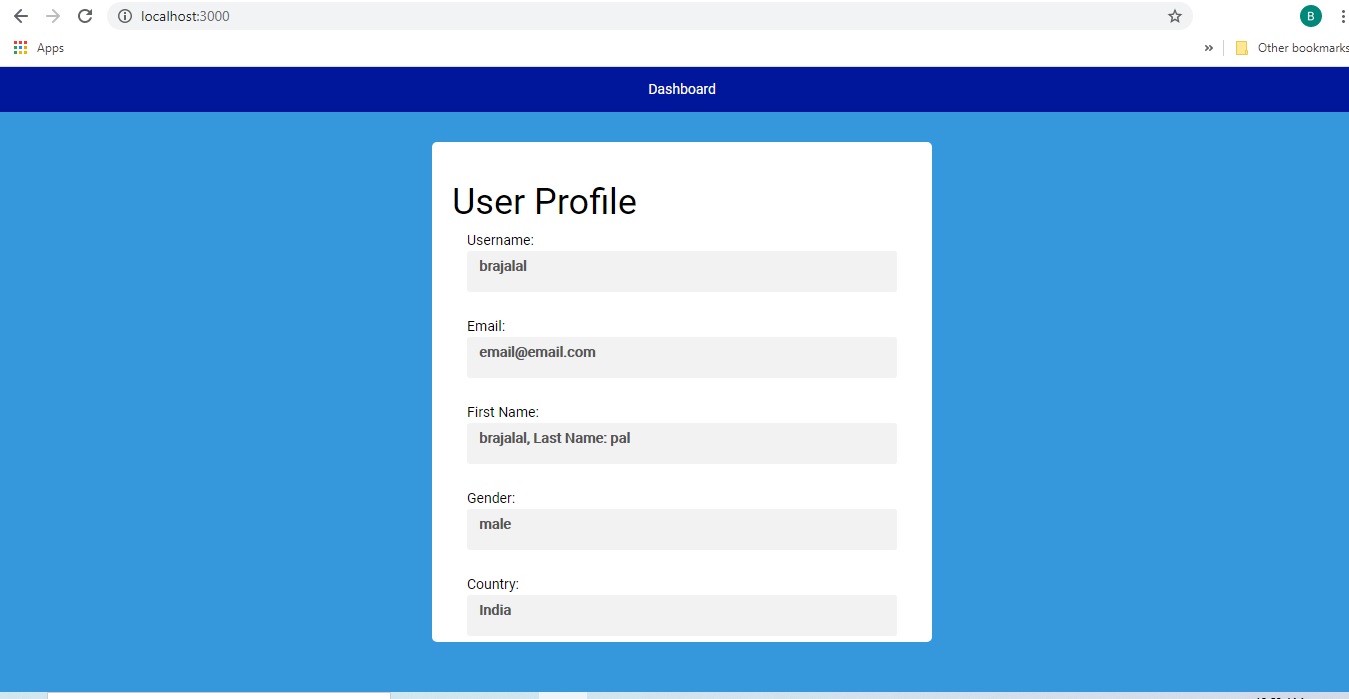 localhost:3000
B
Apps
» Other bookmarks
Dashboard
User Profile
Username:
brajalal
Email:
email@email.com
First Name:
brajalal, Last Name: pal
Gender:
male
Country:
India